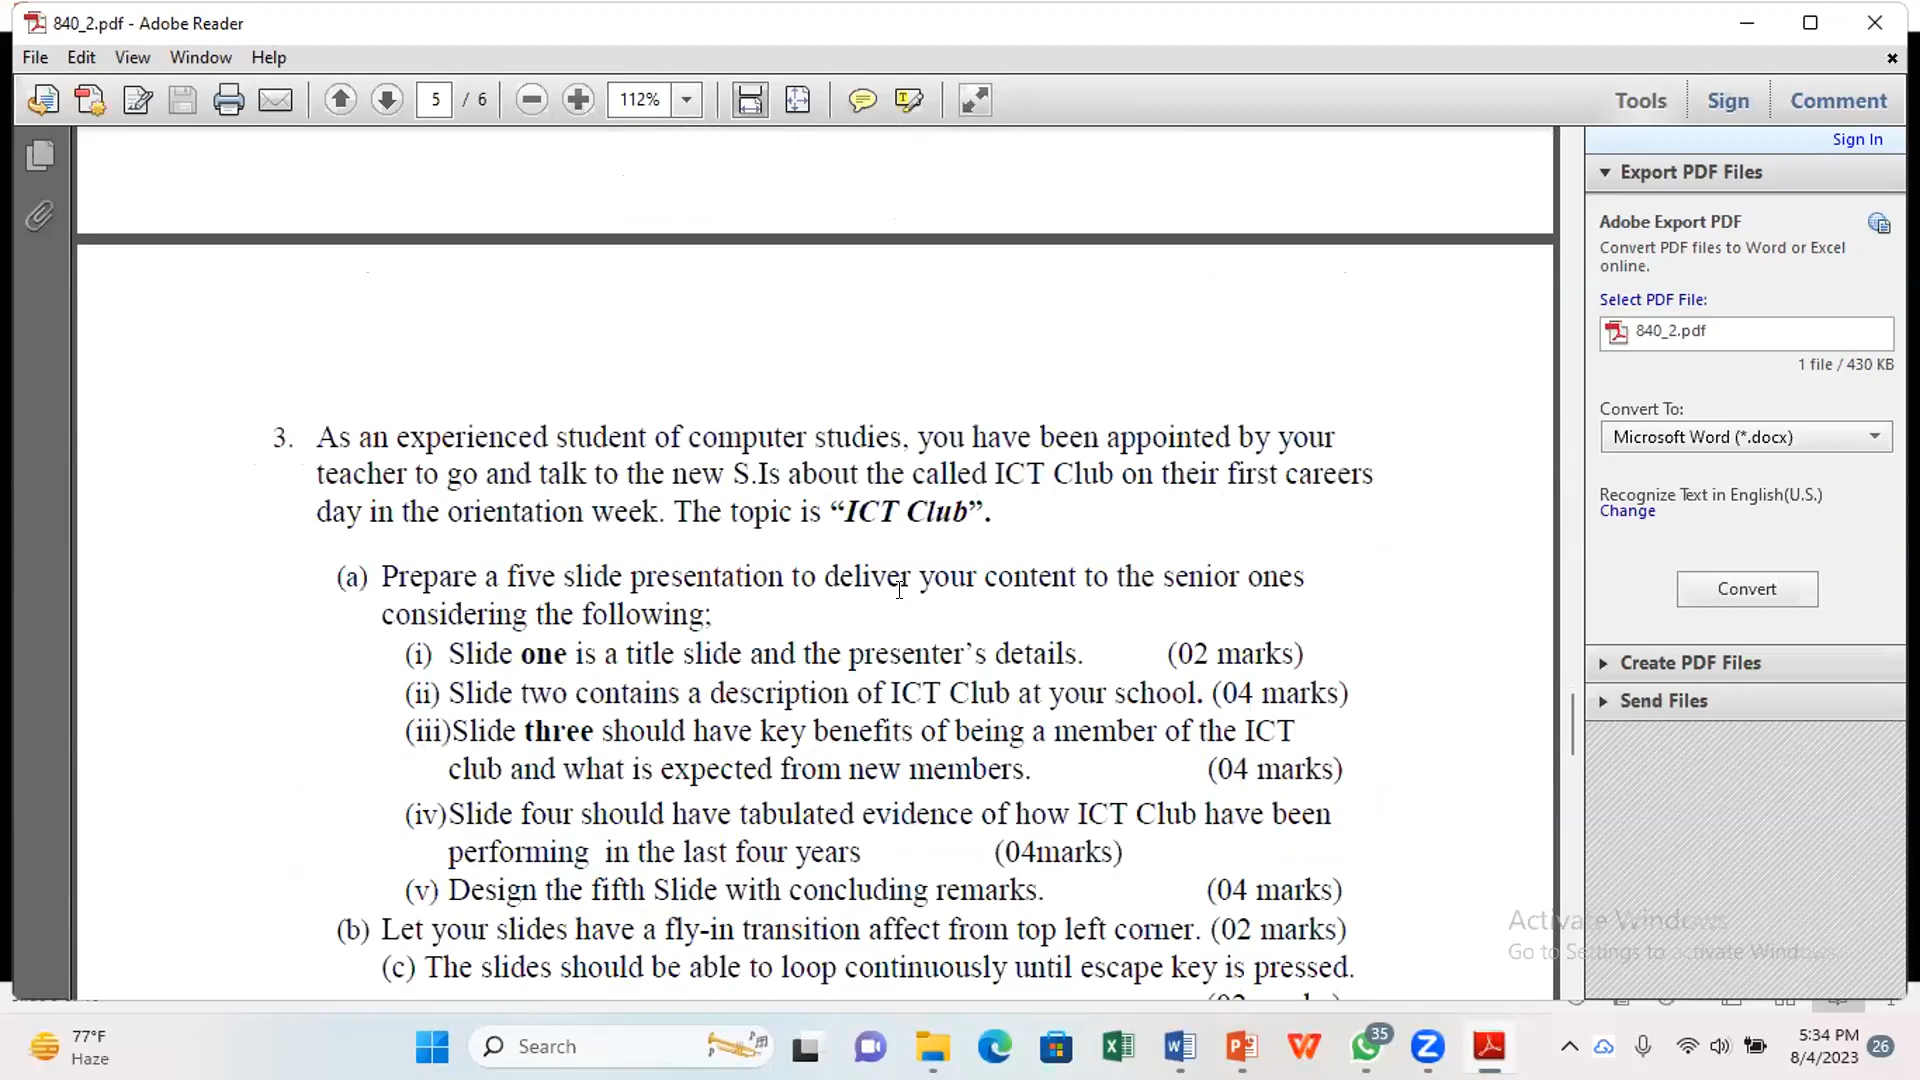 840_2.pdf - Adobe Reader
File Edit View Window Help
5 / 6 112% Tools Sign Comment
Sign In
Export PDF Files
Adobe Export PDF
Convert PDF files to Word or Excel
online.
Select PDF File:
840_2.pdf
1 file / 430 KB
Convert To:
Microsoft Word (*.docx)
Recognize Text in English(U.S.)
Change
Convert
Create PDF Files
Send Files
3. As an experienced student of computer studies, you have been appointed by your
teacher to go and talk to the new S.Is about the called ICT Club on their first careers
day in the orientation week. The topic is “ICT Club”.
(a) Prepare a five slide presentation to deliver your content to the senior ones
considering the following;
(i) Slide one is a title slide and the presenter’s details. (02 marks)
(ii) Slide two contains a description of ICT Club at your school. (04 marks)
(iii)Slide three should have key benefits of being a member of the ICT
club and what is expected from new members. (04 marks)
(iv)Slide four should have tabulated evidence of how ICT Club have been
performing in the last four years (04marks)
(v) Design the fifth Slide with concluding remarks. (04 marks)
(b) Let your slides have a fly-in transition affect from top left corner. (02 marks)
(c) The slides should be able to loop continuously until escape key is pressed.
Activate Windows
Go to Settings to activate Windows.
77°F
Haze
Search
35
5:34 PM
8/4/2023
26